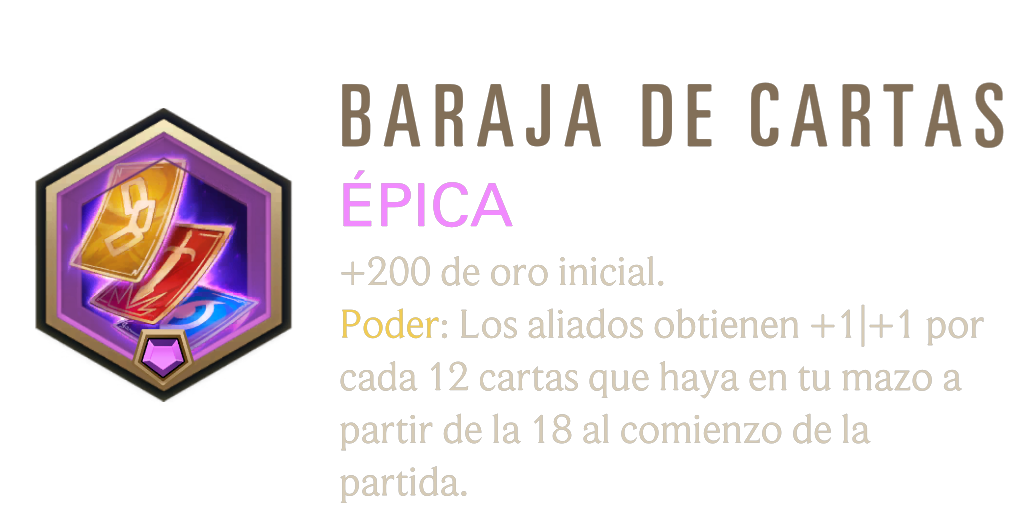 BARAJA DE CARTAS
ÉPICA
+200 de oro inicial.
Poder: Los aliados obtienen +1|+1 por
cada 12 cartas que haya en tu mazo a
partir de la 18 al comienzo de la
partida.